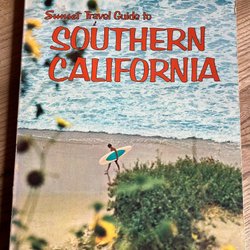 Sunset Travel Guide to
SOUTHERN
CALIFORNIA